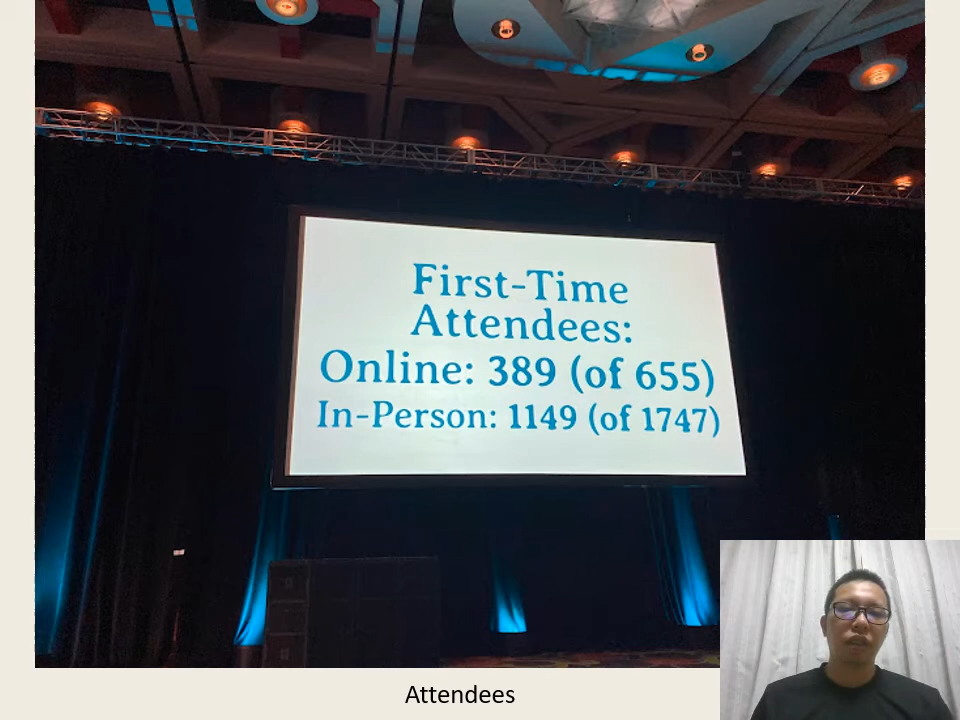 First-Time
Attendees:
Online: 389 (of 655)
In-Person: 1149 (of 1747)
Attendees